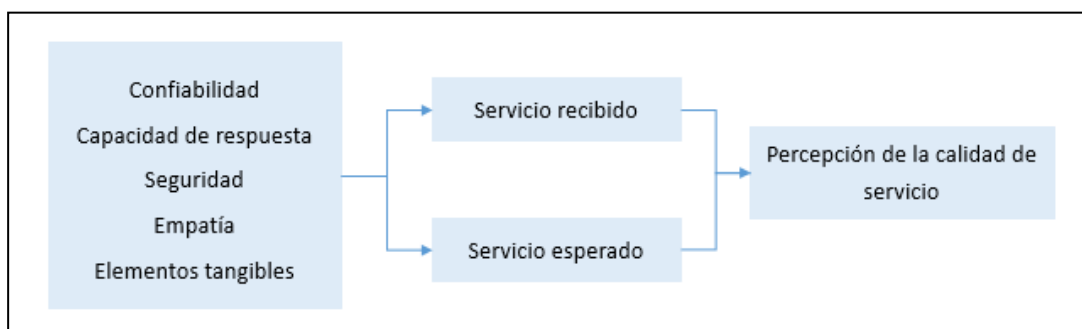 Confiabilidad
Capacidad de respuesta
Seguridad
Empatía
Elementos tangibles
Servicio recibido
Servicio esperado
Percepción de la calidad de
servicio